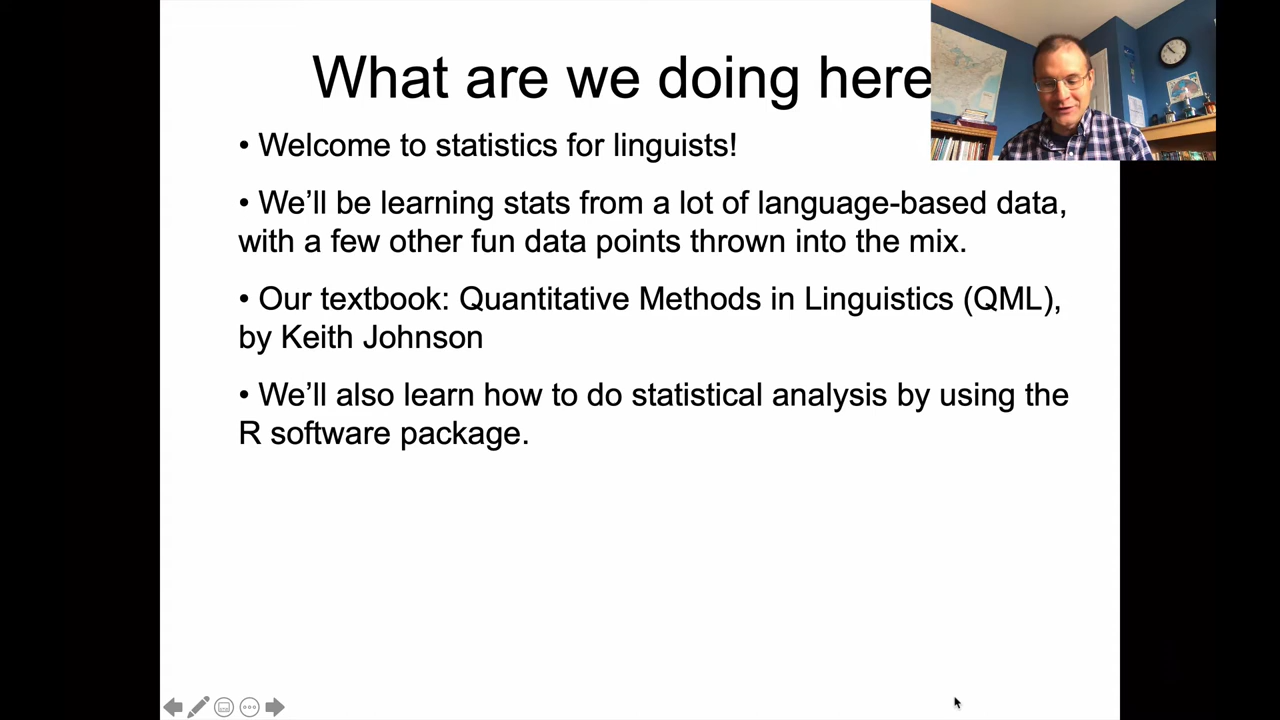 What are we doing here
• Welcome to statistics for linguists!
• We’ll be learning stats from a lot of language-based data,
with a few other fun data points thrown into the mix.
• Our textbook: Quantitative Methods in Linguistics (QML),
by Keith Johnson
• We’ll also learn how to do statistical analysis by using the
R software package.